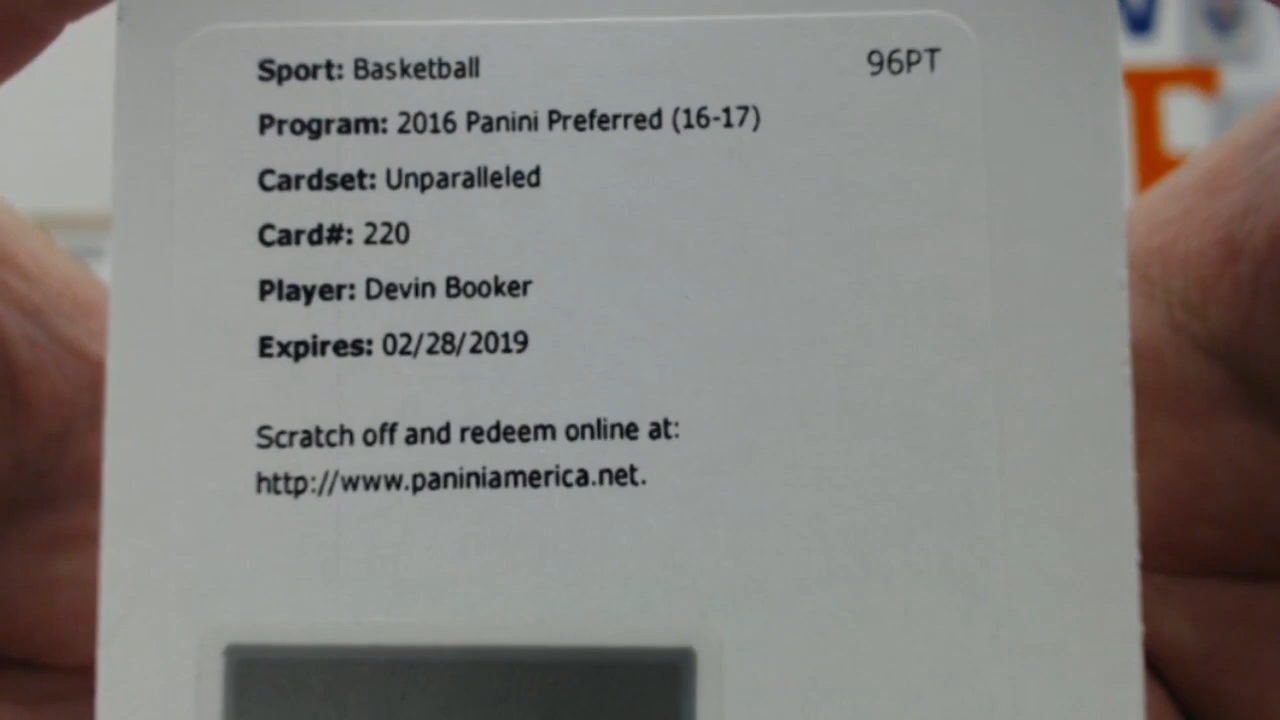 Sport: Basketball 96PT
Program: 2016 Panini Preferred (16-17)
Cardset: Unparalleled
Card#: 220
Player: Devin Booker
Expires: 02/28/2019
Scratch off and redeem online at:
http://www.paniniamerica.net.